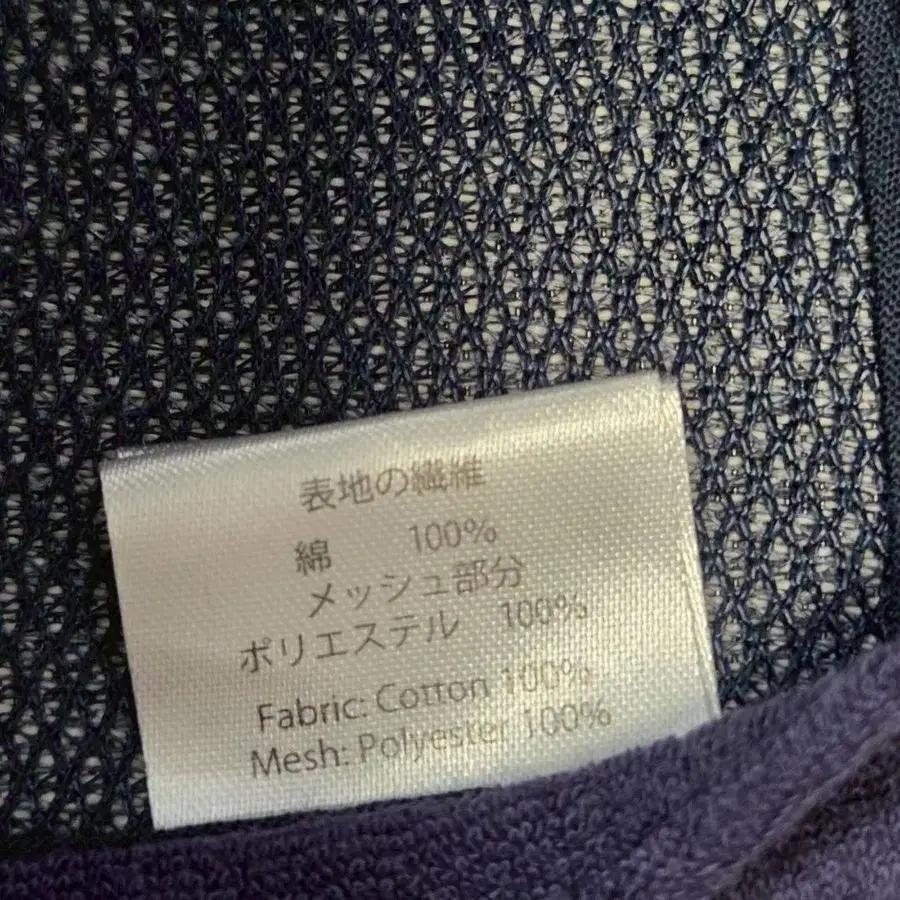 表地の繊維
綿 100%
メッシュ部分
ポリエステル 100%
Fabric: Cotton 100%
Mesh: Polyester 100%